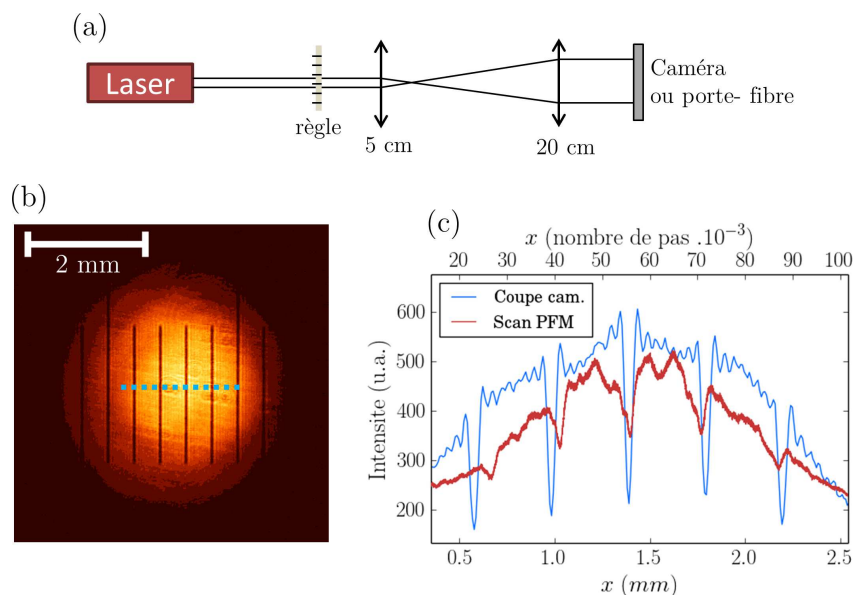 (a)
Laser
règle
5 cm
20 cm
Caméra
ou porte- fibre
(b)
2 mm
(c)
x (nombre de pas .10⁻³)
20 30 40 50 60 70 80 90 100
Coupe cam.
Scan PFM
Intensite (u.a.)
600
500
400
300
200
0.5 1.0 1.5 2.0 2.5
x (mm)